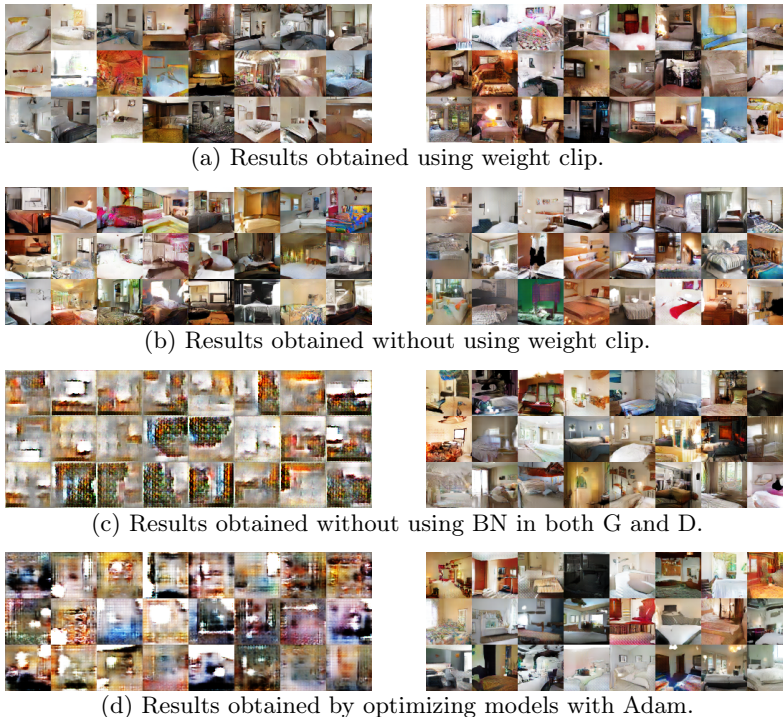 (a) Results obtained using weight clip.
(b) Results obtained without using weight clip.
(c) Results obtained without using BN in both G and D.
(d) Results obtained by optimizing models with Adam.